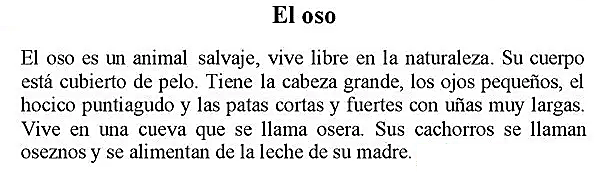 El oso
El oso es un animal salvaje, vive libre en la naturaleza. Su cuerpo
está cubierto de pelo. Tiene la cabeza grande, los ojos pequeños, el
hocico puntiagudo y las patas cortas y fuertes con uñas muy largas.
Vive en una cueva que se llama osera. Sus cachorros se llaman
oseznos y se alimentan de la leche de su madre.